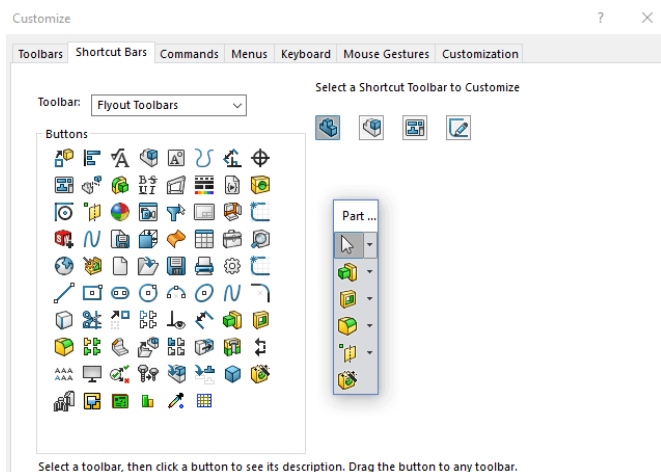 Customize
Toolbars Shortcut Bars Commands Menus Keyboard Mouse Gestures Customization
Select a Shortcut Toolbar to Customize
Toolbar: Flyout Toolbars
Buttons
Part ...
Select a toolbar, then click a button to see its description. Drag the button to any toolbar.